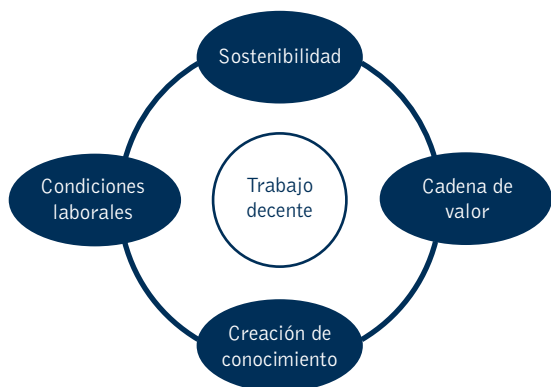 Sostenibilidad
Condiciones
laborales
Trabajo
decente
Cadena de
valor
Creación de
conocimiento